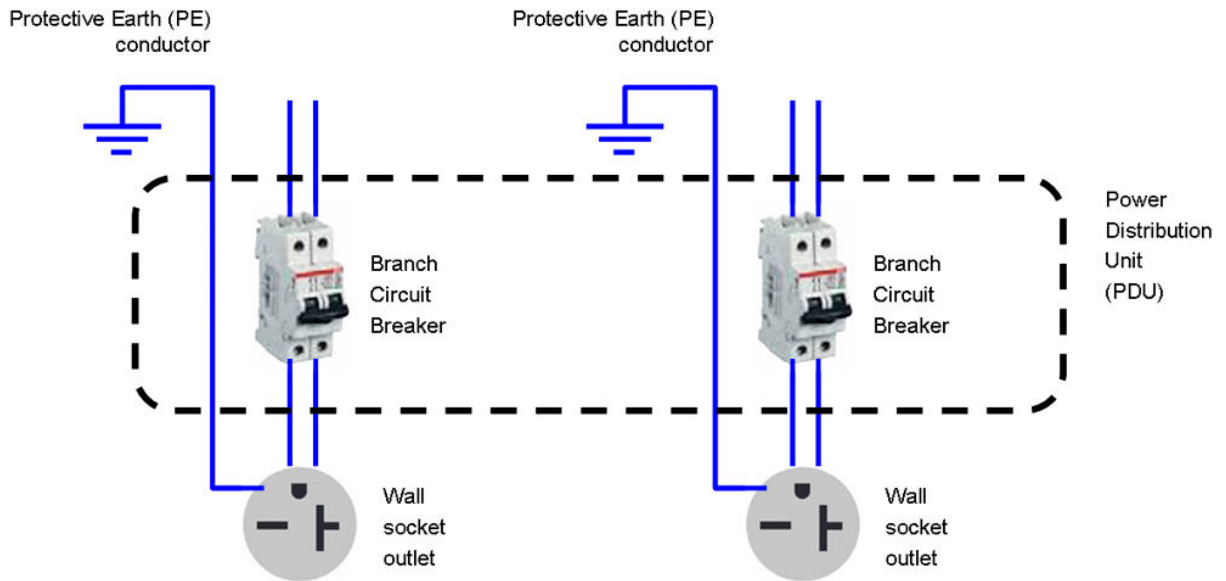 Protective Earth (PE)
conductor
Protective Earth (PE)
conductor
Branch
Circuit
Breaker
Branch
Circuit
Breaker
Power
Distribution
Unit
(PDU)
Wall
socket
outlet
Wall
socket
outlet